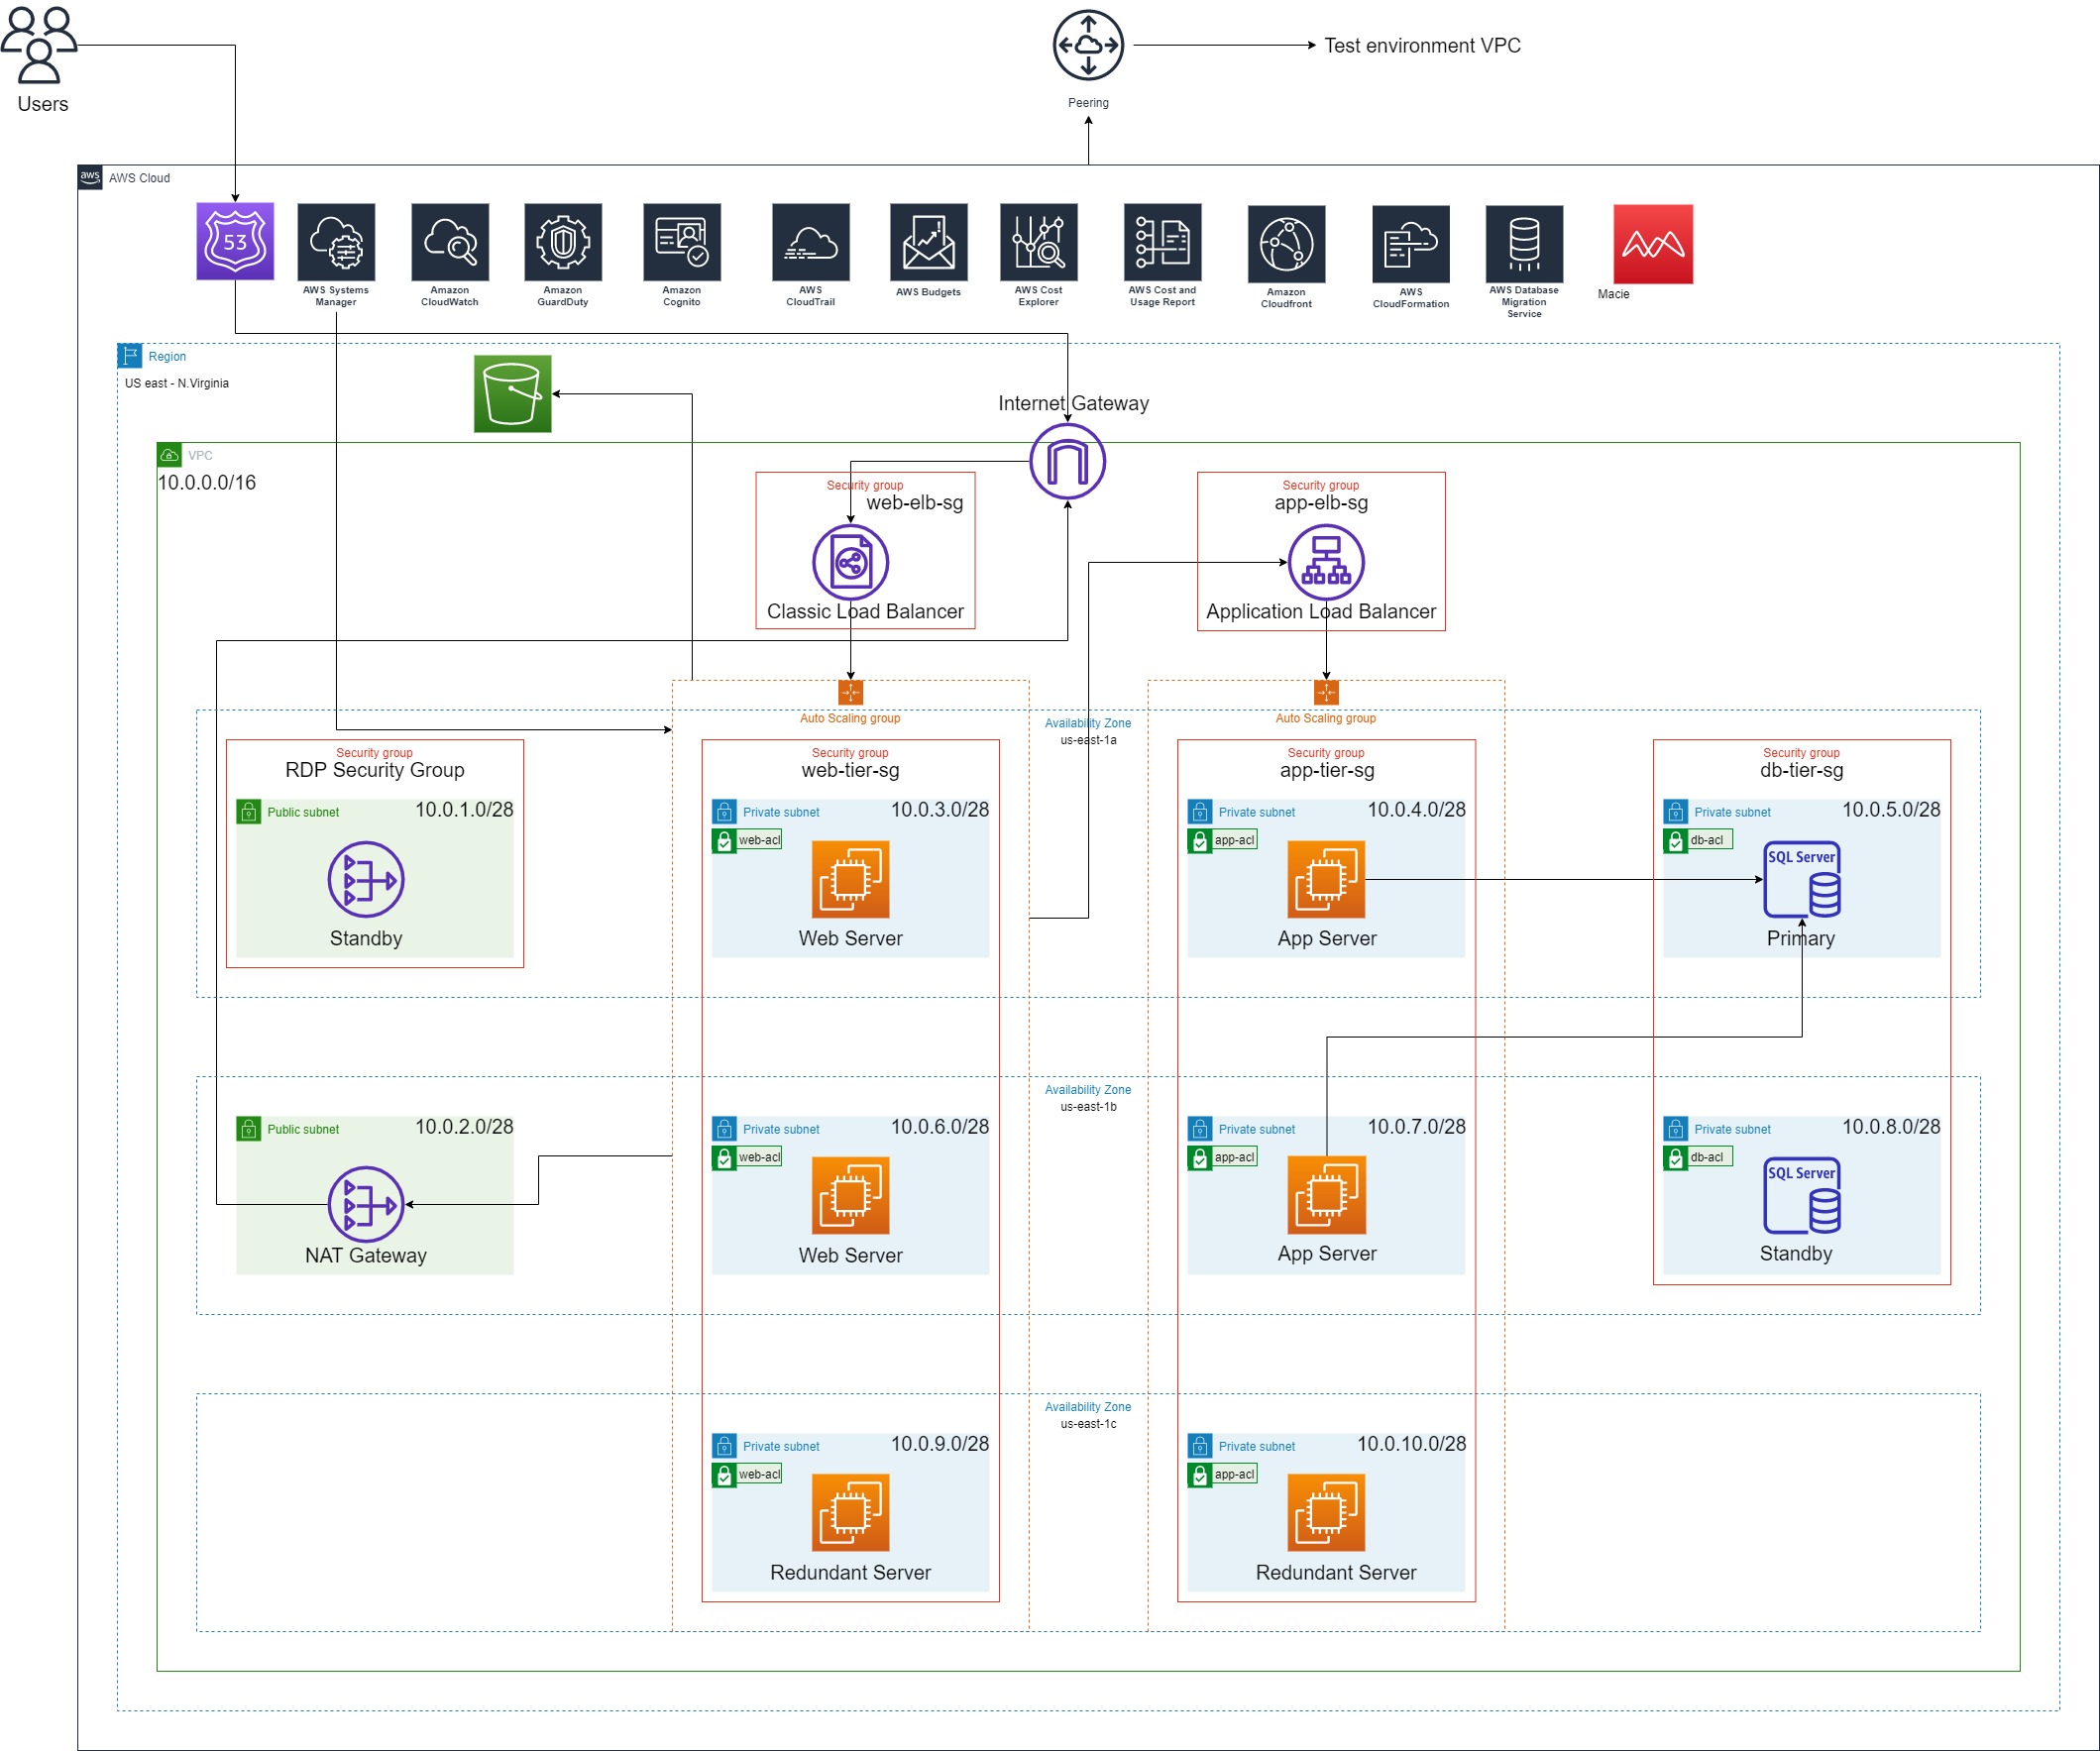 Users
Peering
Test environment VPC
aws
AWS Cloud
53
AWS Systems
Manager
Amazon
CloudWatch
Amazon
GuardDuty
Amazon
Cognito
AWS
CloudTrail
AWS Budgets
AWS Cost
Explorer
AWS Cost and
Usage Report
Amazon
Cloudfront
AWS
CloudFormation
AWS Database
Migration
Service
Macie
Region
US east - N.Virginia
Internet Gateway
VPC
10.0.0.0/16
Security group
web-elb-sg
Classic Load Balancer
Security group
app-elb-sg
Application Load Balancer
Auto Scaling group
Auto Scaling group
Availability Zone
us-east-1a
Security group
RDP Security Group
Public subnet
10.0.1.0/28
Standby
Security group
web-tier-sg
Private subnet
10.0.3.0/28
web-acl
Web Server
Security group
app-tier-sg
Private subnet
10.0.4.0/28
app-acl
App Server
Security group
db-tier-sg
Private subnet
10.0.5.0/28
db-acl
SQL Server
Primary
Availability Zone
us-east-1b
Public subnet
10.0.2.0/28
NAT Gateway
Private subnet
10.0.6.0/28
web-acl
Web Server
Private subnet
10.0.7.0/28
app-acl
App Server
Private subnet
10.0.8.0/28
db-acl
SQL Server
Standby
Availability Zone
us-east-1c
Private subnet
10.0.9.0/28
web-acl
Redundant Server
Private subnet
10.0.10.0/28
app-acl
Redundant Server